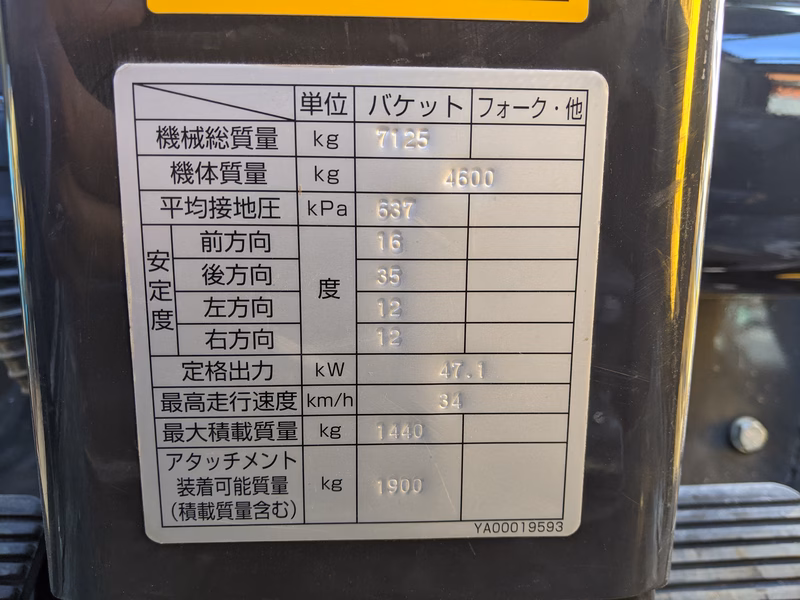 単位 バケット フォーク・他
機械総質量 kg 7125
機体質量 kg 4600
平均接地圧 kPa 637
安定度 前方向 度 16
後方向 35
左方向 12
右方向 12
定格出力 kW 47.1
最高走行速度 km/h 34
最大積載質量 kg 1440
アタッチメント
装着可能質量 kg 1900
(積載質量含む)
YA00019593